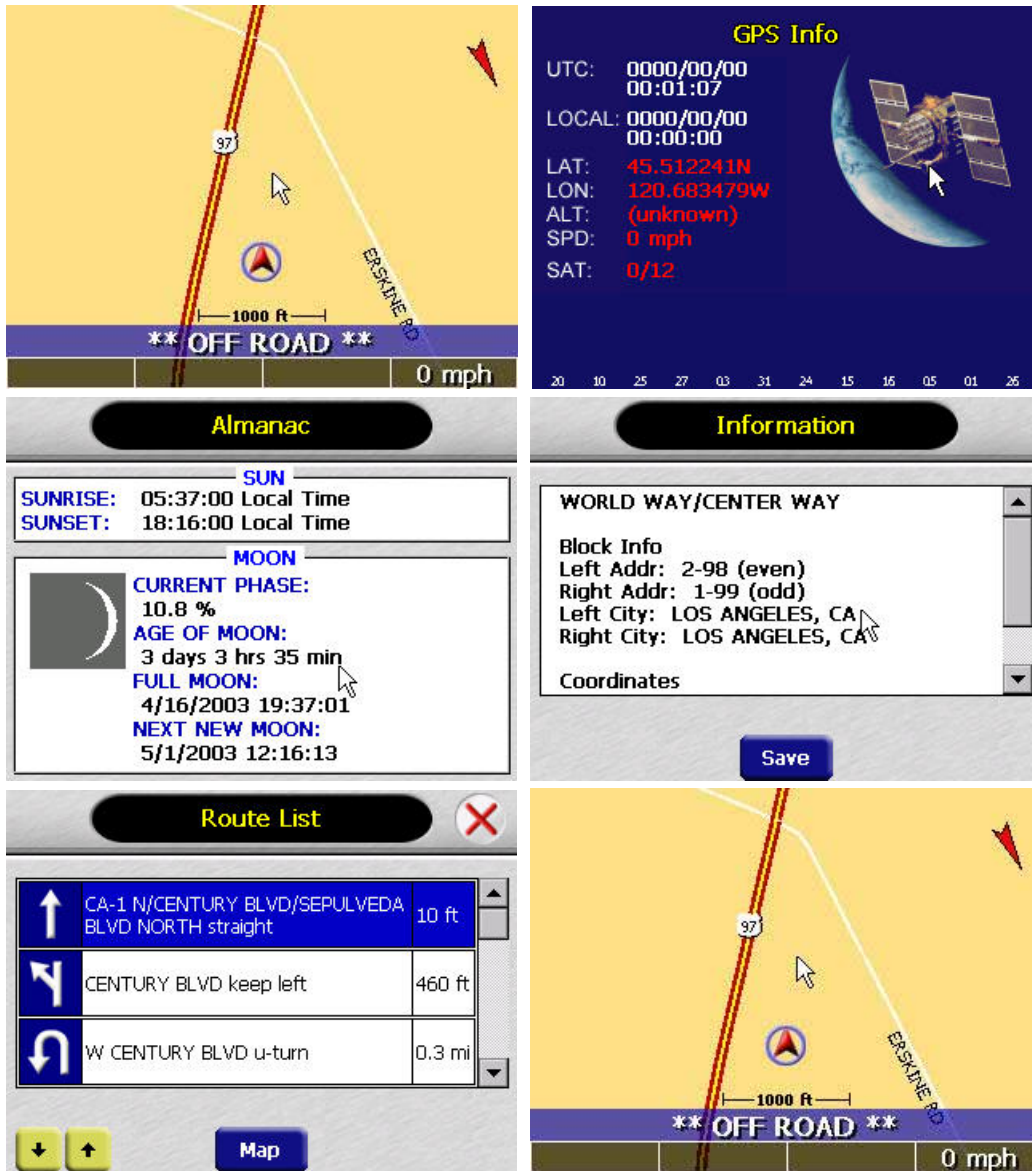 97
ERSKINE RD
1000 ft
** OFF ROAD **
0 mph
GPS Info
UTC: 0000/00/00
00:01:07
LOCAL: 0000/00/00
00:00:00
LAT: 45.512241N
LON: 120.683479W
ALT: (unknown)
SPD: 0 mph
SAT: 0/12
20 10 25 27 03 31 24 15 16 05 01 26
Almanac
SUN
SUNRISE: 05:37:00 Local Time
SUNSET: 18:16:00 Local Time
MOON
CURRENT PHASE:
10.8 %
AGE OF MOON:
3 days 3 hrs 35 min
FULL MOON:
4/16/2003 19:37:01
NEXT NEW MOON:
5/1/2003 12:16:13
Information
WORLD WAY/CENTER WAY
Block Info
Left Addr: 2-98 (even)
Right Addr: 1-99 (odd)
Left City: LOS ANGELES, CA
Right City: LOS ANGELES, CA
Coordinates
Save
Route List
CA-1 N/CENTURY BLVD/SEPULVEDA
BLVD NORTH straight
10 ft
CENTURY BLVD keep left 460 ft
W CENTURY BLVD u-turn 0.3 mi
Map
97
ERSKINE RD
1000 ft
** OFF ROAD **
0 mph